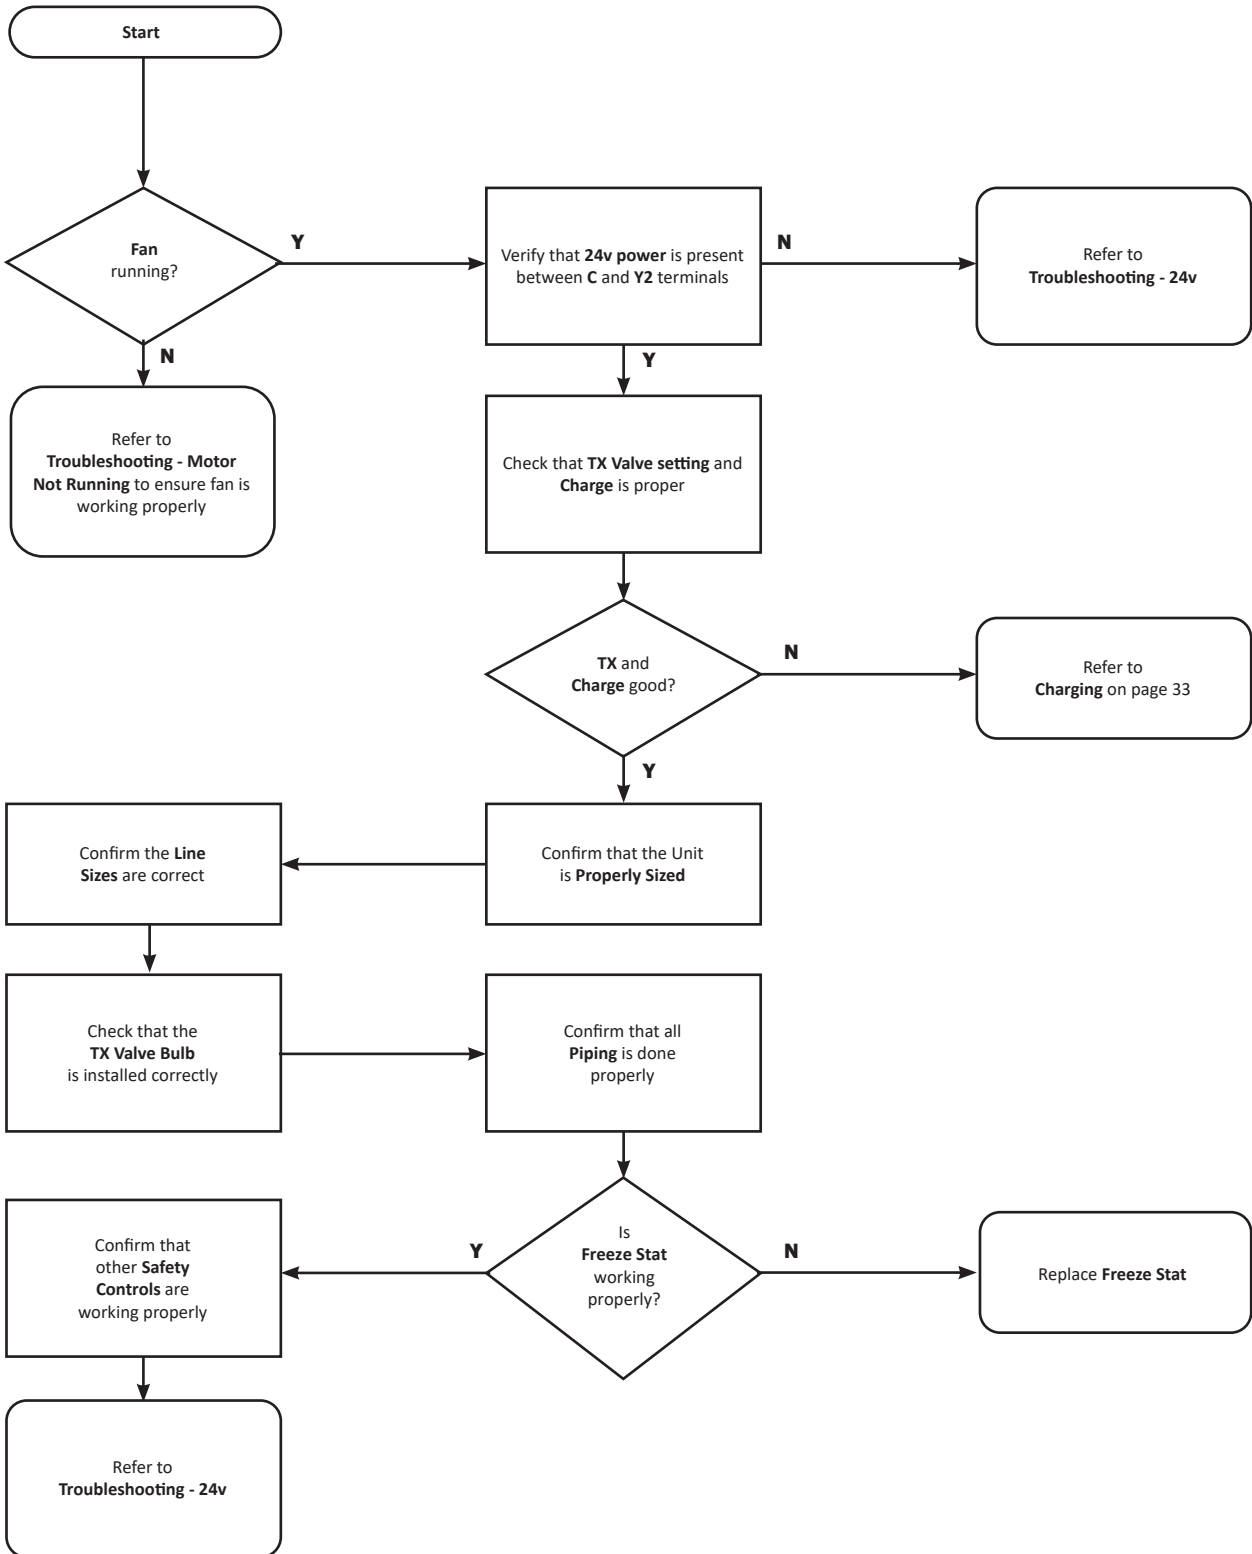 Start
Fan
running?
Y
Verify that 24v power is present
between C and Y2 terminals
N
Refer to
Troubleshooting - 24v
N
Refer to
Troubleshooting - Motor
Not Running to ensure fan is
working properly
Y
Check that TX Valve setting and
Charge is proper
TX and
Charge good?
N
Refer to
Charging on page 33
Y
Confirm that the Unit
is Properly Sized
Confirm the Line
Sizes are correct
Check that the
TX Valve Bulb
is installed correctly
Confirm that all
Piping is done
properly
Is
Freeze Stat
working
properly?
N
Replace Freeze Stat
Y
Confirm that
other Safety
Controls are
working properly
Refer to
Troubleshooting - 24v